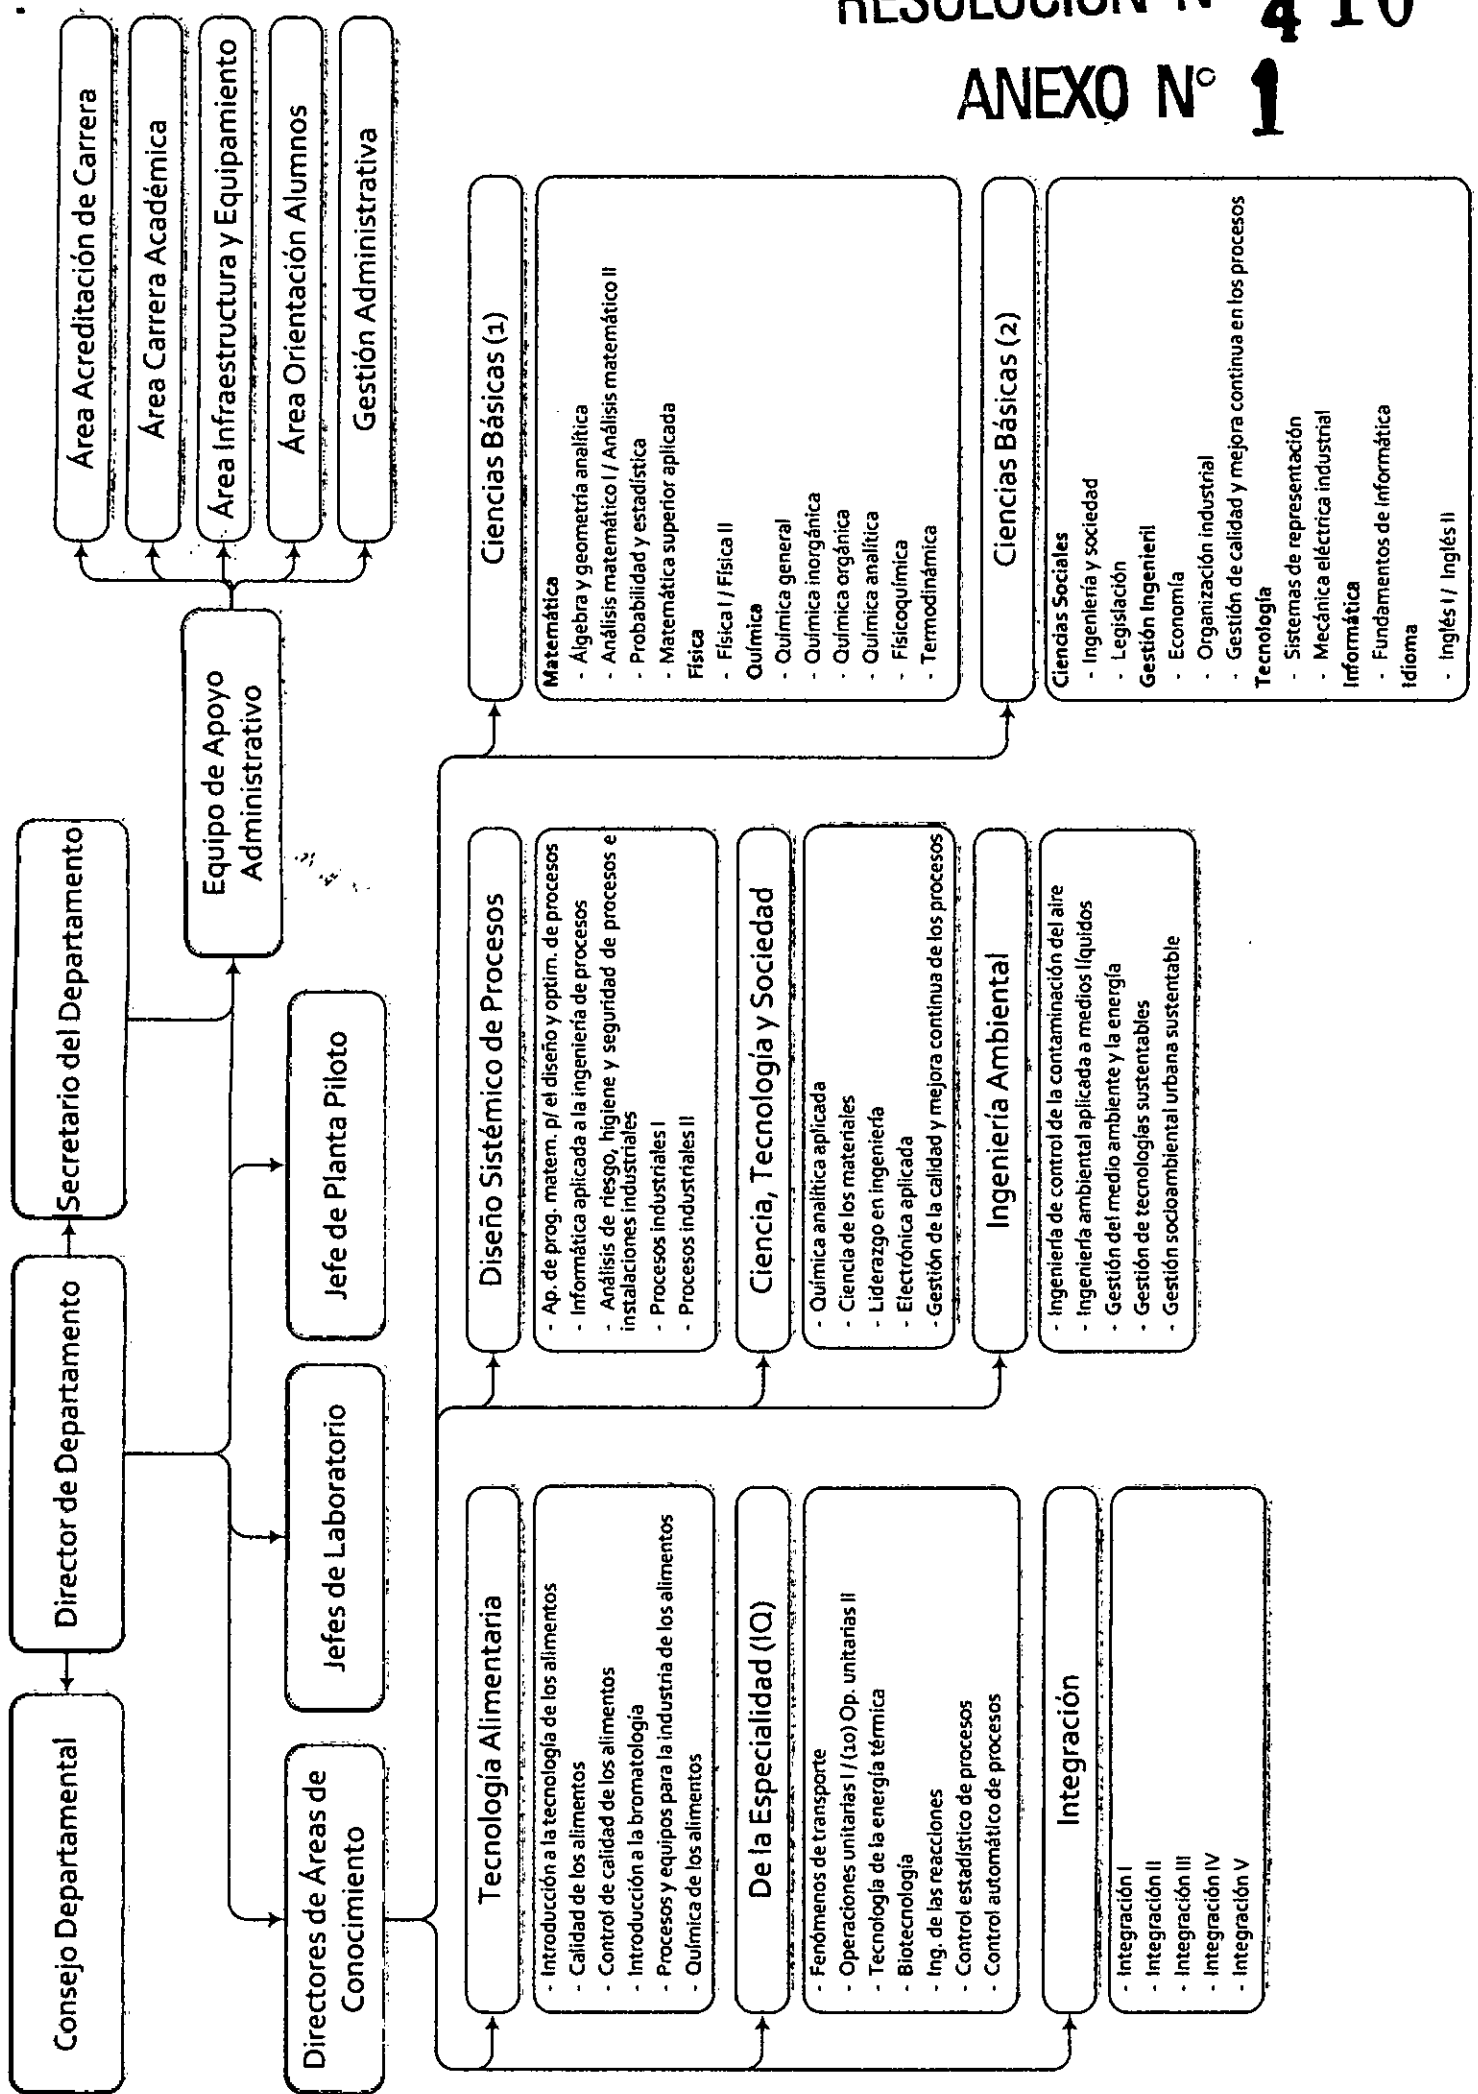 RESOLUCIÓN N° 410
ANEXO N° 1
Consejo Departamental
Director de Departamento
Secretario del Departamento
Directores de Áreas de
Conocimiento
Jefes de Laboratorio
Jefe de Planta Piloto
Equipo de Apoyo
Administrativo
Área Acreditación de Carrera
Área Carrera Académica
Área Infraestructura y Equipamiento
Área Orientación Alumnos
Gestión Administrativa
Tecnología Alimentaria
- Introducción a la tecnología de los alimentos
- Calidad de los alimentos
- Control de calidad de los alimentos
- Introducción a la bromatología
- Procesos y equipos para la industria de los alimentos
- Química de los alimentos
De la Especialidad (IQ)
- Fenómenos de transporte
- Operaciones unitarias I / (10) Op. unitarias II
- Tecnología de la energía térmica
- Biotecnología
- Ing. de las reacciones
- Control estadístico de procesos
- Control automático de procesos
Integración
- Integración I
- Integración II
- Integración III
- Integración IV
- Integración V
Diseño Sistémico de Procesos
- Ap. de prog. matem. p/ el diseño y optim. de procesos
- Informática aplicada a la ingeniería de procesos
- Análisis de riesgo, higiene y seguridad de procesos e
instalaciones industriales
- Procesos industriales I
- Procesos industriales II
Ciencia, Tecnología y Sociedad
- Química analítica aplicada
- Ciencia de los materiales
- Liderazgo en ingeniería
- Electrónica aplicada
- Gestión de la calidad y mejora continua de los procesos
Ingeniería Ambiental
- Ingeniería de control de la contaminación del aire
- Ingeniería ambiental aplicada a medios líquidos
- Gestión del medio ambiente y la energía
- Gestión de tecnologías sustentables
- Gestión socioambiental urbana sustentable
Ciencias Básicas (1)
Matemática
- Álgebra y geometría analítica
- Análisis matemático I / Análisis matemático II
- Probabilidad y estadística
- Matemática superior aplicada
Física
- Física I / Física II
Química
- Química general
- Química inorgánica
- Química orgánica
- Química analítica
- Físicoquímica
- Termodinámica
Ciencias Básicas (2)
Ciencias Sociales
- Ingeniería y sociedad
- Legislación
Gestión Ingenieril
- Economía
- Organización industrial
- Gestión de calidad y mejora continua en los procesos
Tecnología
- Sistemas de representación
- Mecánica eléctrica industrial
Informática
- Fundamentos de informática
Idioma
- Inglés I / Inglés II